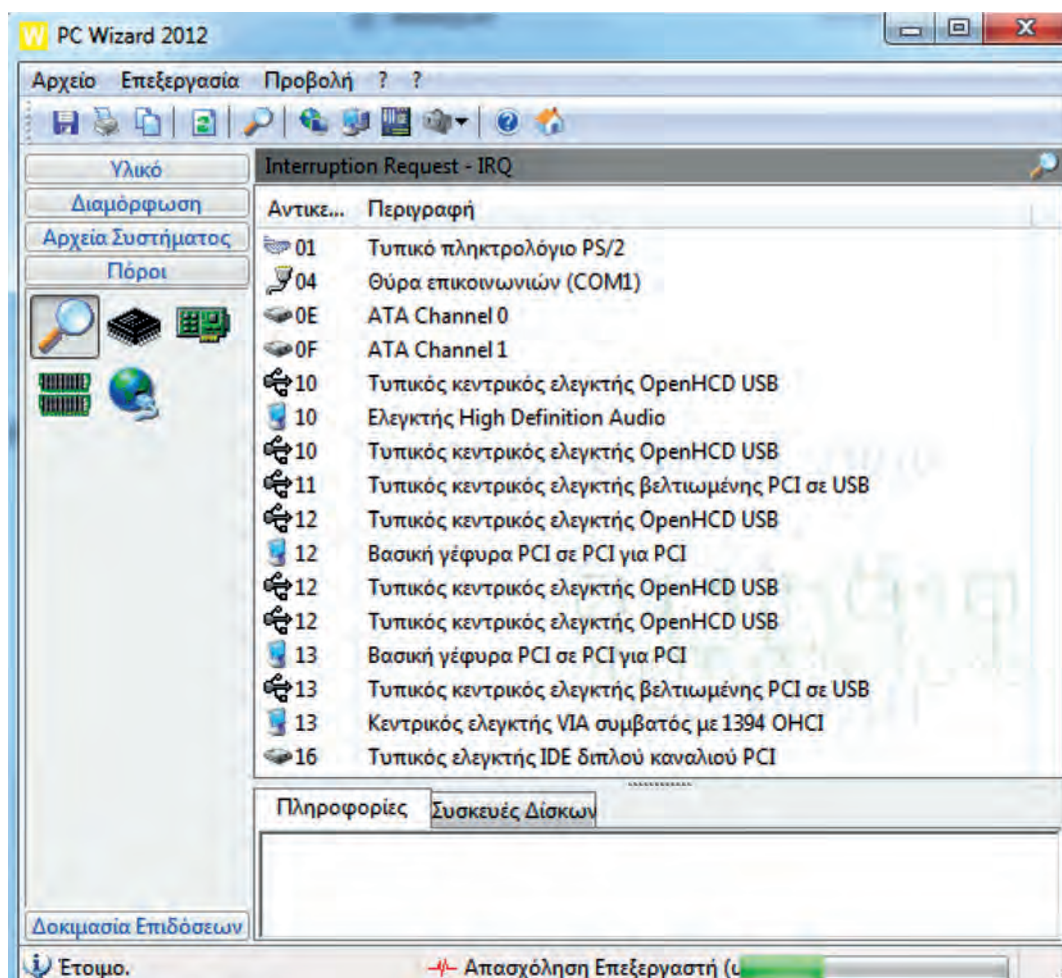 PC Wizard 2012
Αρχείο Επεξεργασία Προβολή ? ?
Υλικό
Διαμόρφωση
Αρχεία Συστήματος
Πόροι
Interruption Request - IRQ
Αντικε... Περιγραφή
01 Τυπικό πληκτρολόγιο PS/2
04 Θύρα επικοινωνιών (COM1)
0E ATA Channel 0
0F ATA Channel 1
10 Τυπικός κεντρικός ελεγκτής OpenHCD USB
10 Ελεγκτής High Definition Audio
10 Τυπικός κεντρικός ελεγκτής OpenHCD USB
11 Τυπικός κεντρικός ελεγκτής βελτιωμένης PCI σε USB
12 Τυπικός κεντρικός ελεγκτής OpenHCD USB
12 Βασική γέφυρα PCI σε PCI για PCI
12 Τυπικός κεντρικός ελεγκτής OpenHCD USB
12 Τυπικός κεντρικός ελεγκτής OpenHCD USB
13 Βασική γέφυρα PCI σε PCI για PCI
13 Τυπικός κεντρικός ελεγκτής βελτιωμένης PCI σε USB
13 Κεντρικός ελεγκτής VIA συμβατός με 1394 OHCI
16 Τυπικός ελεγκτής IDE διπλού καναλιού PCI
Πληροφορίες Συσκευές Δίσκων
Δοκιμασία Επιδόσεων
Έτοιμο. Απασχόληση Επεξεργαστή (